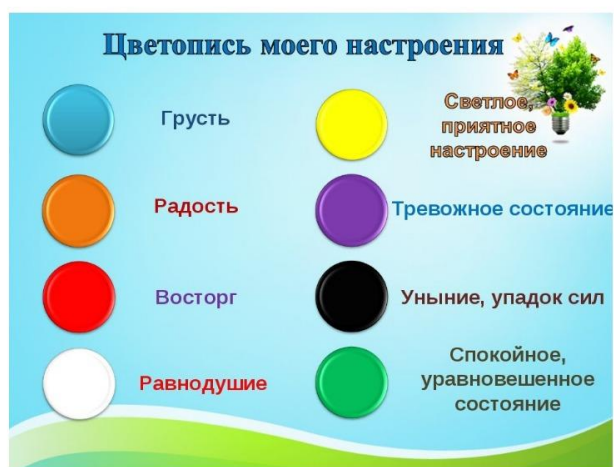 Цветопись моего настроения
Грусть
Светлое,
приятное
настроение
Радость
Тревожное состояние
Восторг
Уныние, упадок сил
Равнодушие
Спокойное,
уравновешенное
состояние